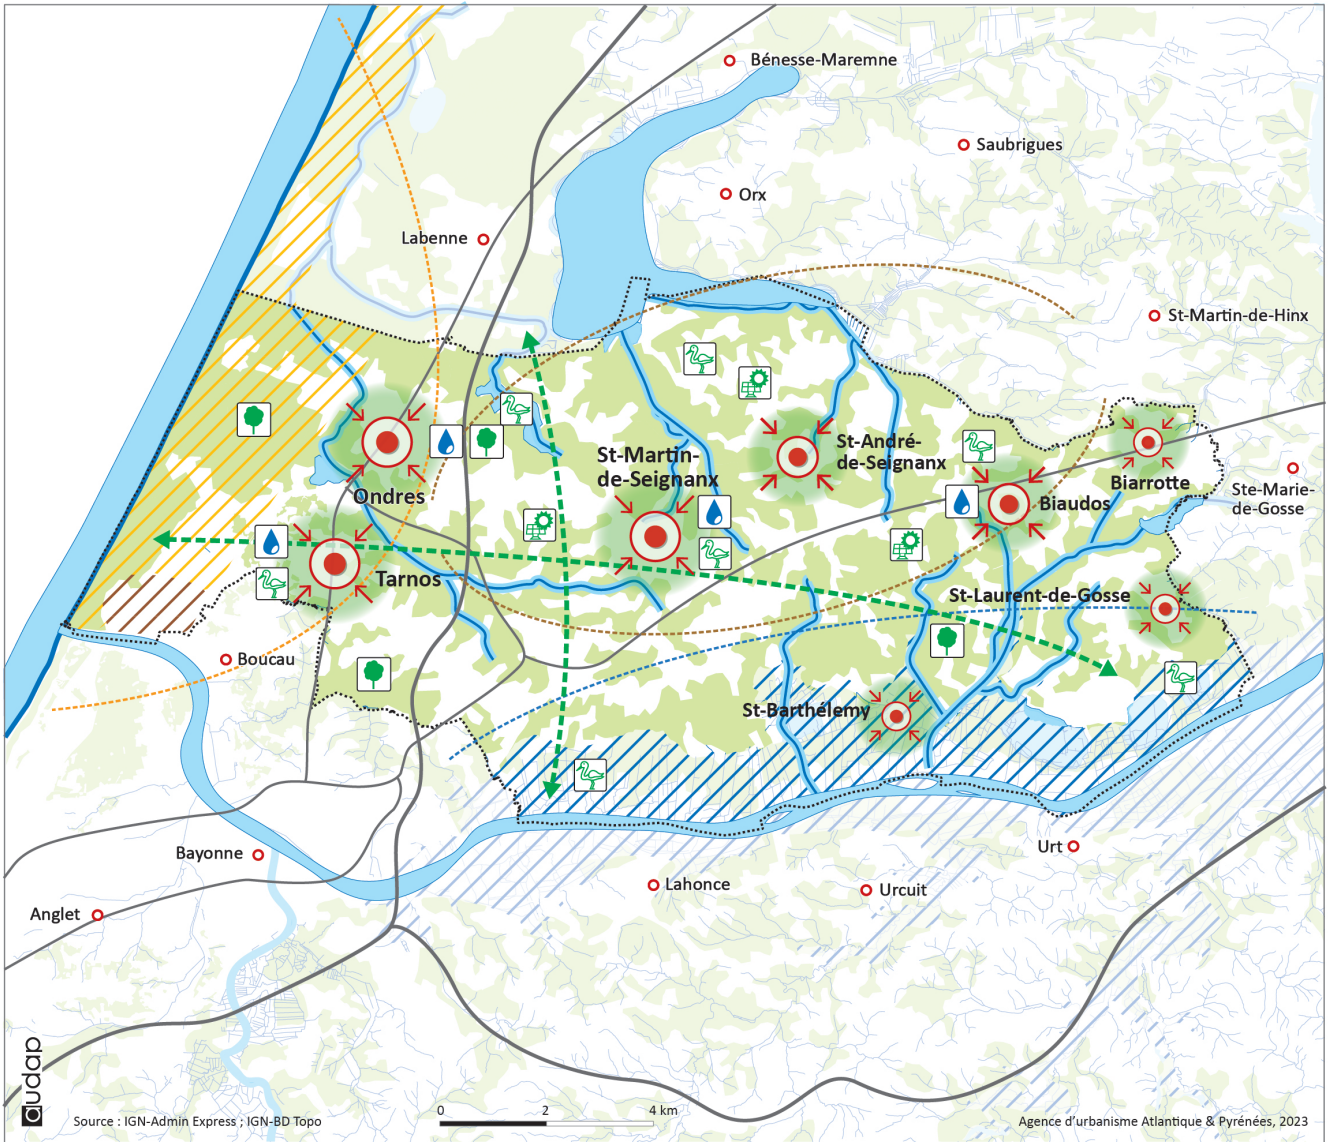 Bénesse-Maremne
Saubrigues
Orx
Labenne
St-Martin-de-Hinx
St-André-
de-Seignanx
St-Martin-
de-Seignanx
Biarrotte
Ste-Marie-
de-Gosse
Ondres
Biaudos
Tarnos
St-Laurent-de-Gosse
Boucau
St-Barthélemy
Urt
Bayonne
Lahonce
Urcuit
Anglet
audap
0 2 4 km
Source : IGN-Admin Express ; IGN-BD Topo
Agence d'urbanisme Atlantique & Pyrénées, 2023